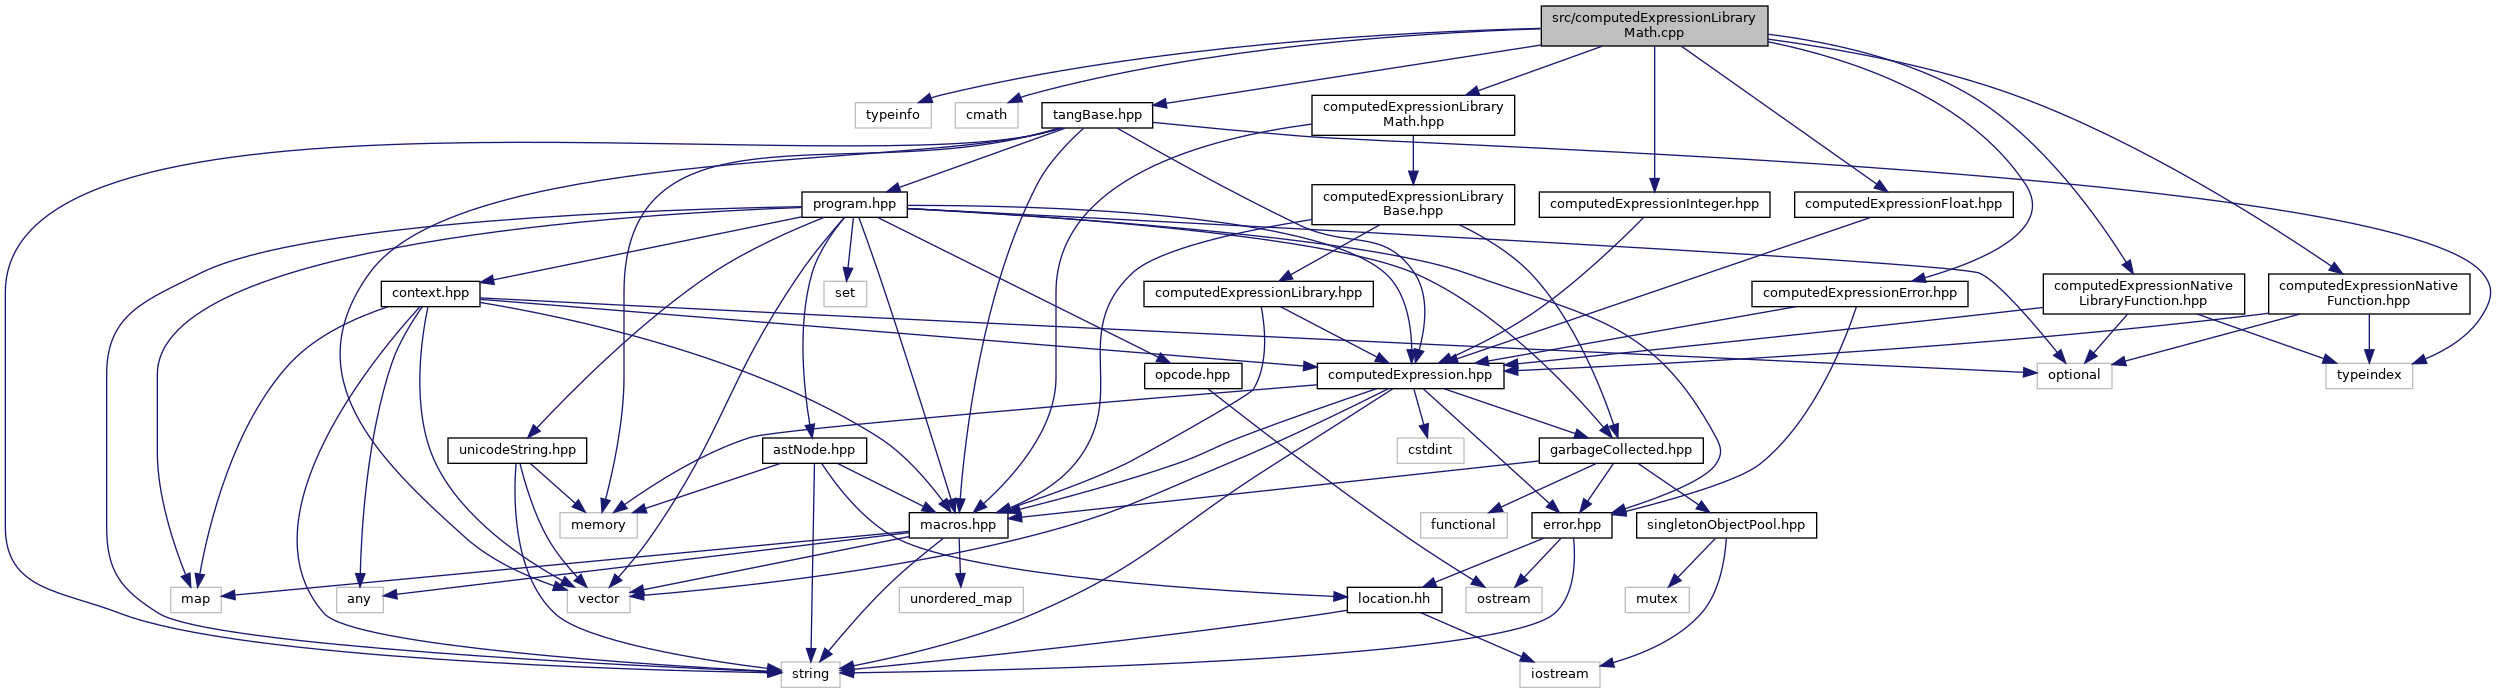 src/computedExpressionLibrary
Math.cpp
typeinfo
cmath
tangBase.hpp
computedExpressionLibrary
Math.hpp
program.hpp
computedExpressionLibrary
Base.hpp
computedExpressionInteger.hpp
computedExpressionFloat.hpp
context.hpp
set
computedExpressionLibrary.hpp
computedExpressionError.hpp
computedExpressionNative
LibraryFunction.hpp
computedExpressionNative
Function.hpp
opcode.hpp
computedExpression.hpp
optional
typeindex
unicodeString.hpp
astNode.hpp
cstdint
garbageCollected.hpp
memory
macros.hpp
functional
error.hpp
singletonObjectPool.hpp
map
any
vector
unordered_map
location.hh
ostream
mutex
string
iostream